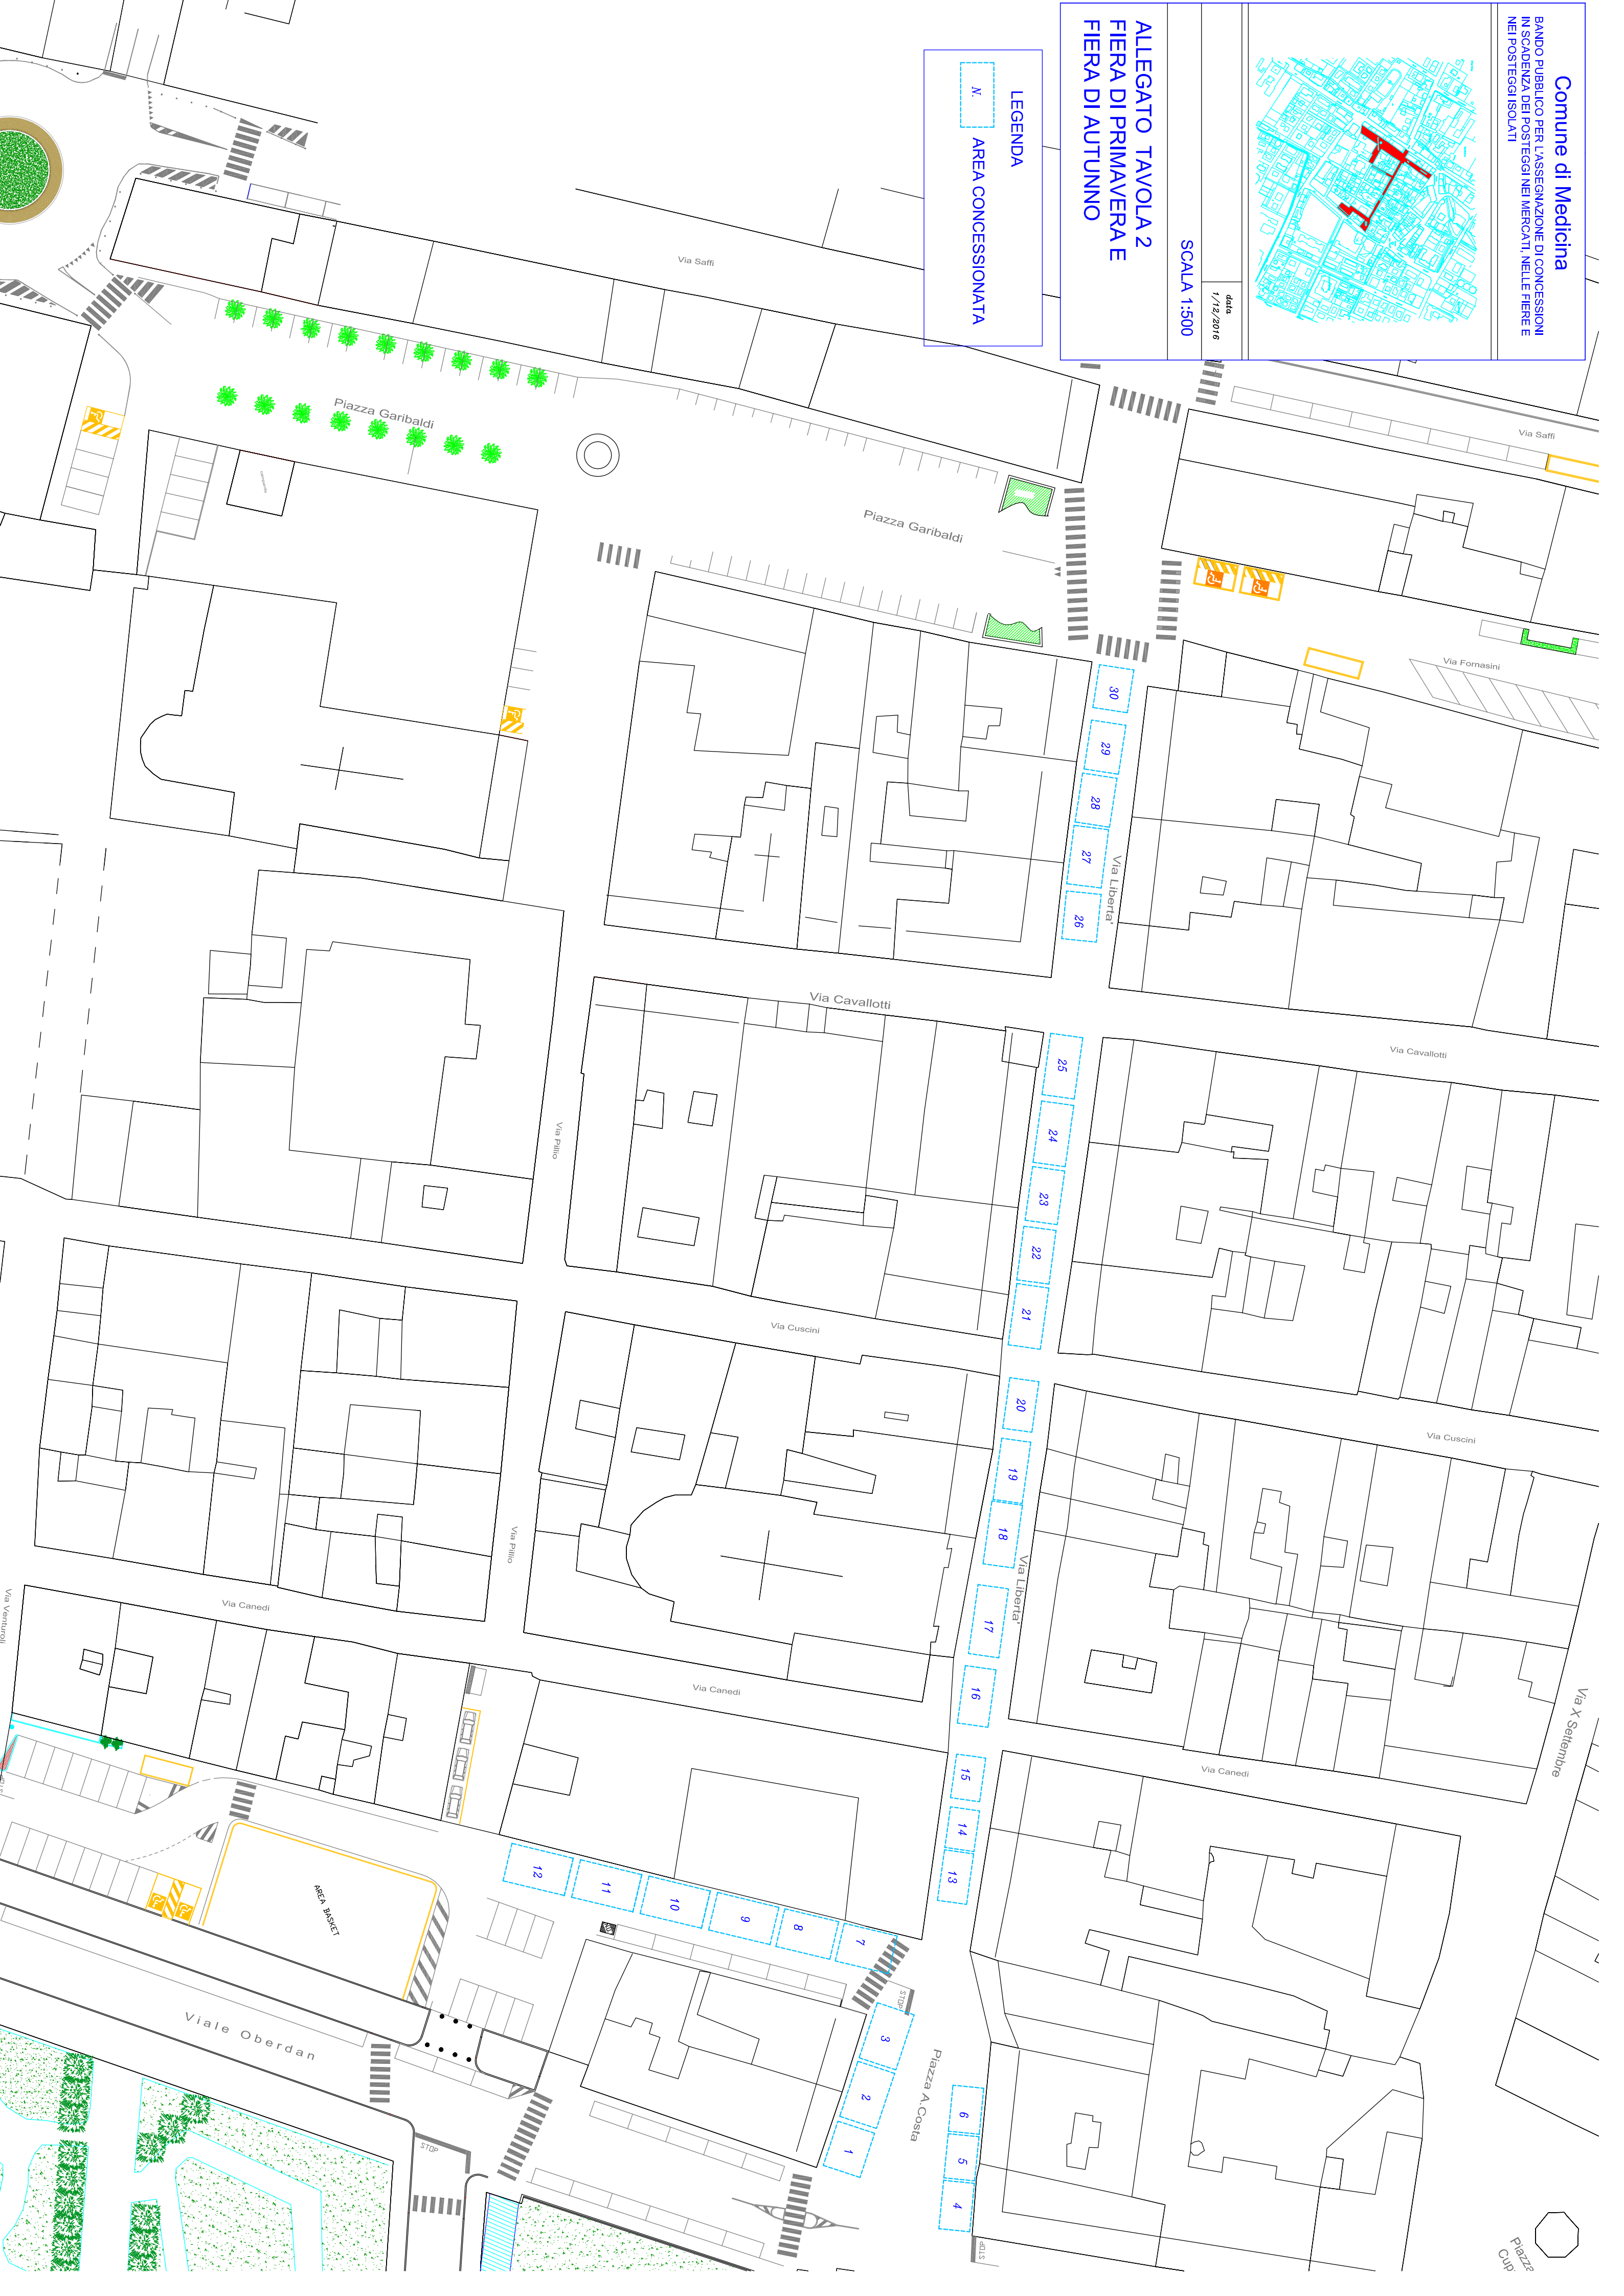 Comune di Medicina
BANDO PUBBLICO PER L'ASSEGNAZIONE DI CONCESSIONI
IN SCADENZA DEI POSTEGGI NEI MERCATI, NELLE FIERE E
NEI POSTEGGI ISOLATI
data
1/12/2016
SCALA 1:500
ALLEGATO TAVOLA 2
FIERA DI PRIMAVERA E
FIERA DI AUTUNNO
LEGENDA
N.
AREA CONCESSIONATA
Via Saffi
Via Saffi
Piazza Garibaldi
Piazza Garibaldi
Via Fornasini
30
29
28
27
26
Via Liberta'
Via Cavallotti
Via Cavallotti
25
24
23
22
21
Via Pillio
Via Cuscini
Via Cuscini
20
19
18
17
16
Via Liberta'
Via Pillio
Via Canedi
Via Canedi
Via Canedi
Via Venturoli
Via X Settembre
15
14
13
12
11
10
9
8
7
AREA BASKET
BUS
STOP
3
2
1
Piazza A.Costa
6
5
4
Viale Oberdan
STOP
STOP
Piazza